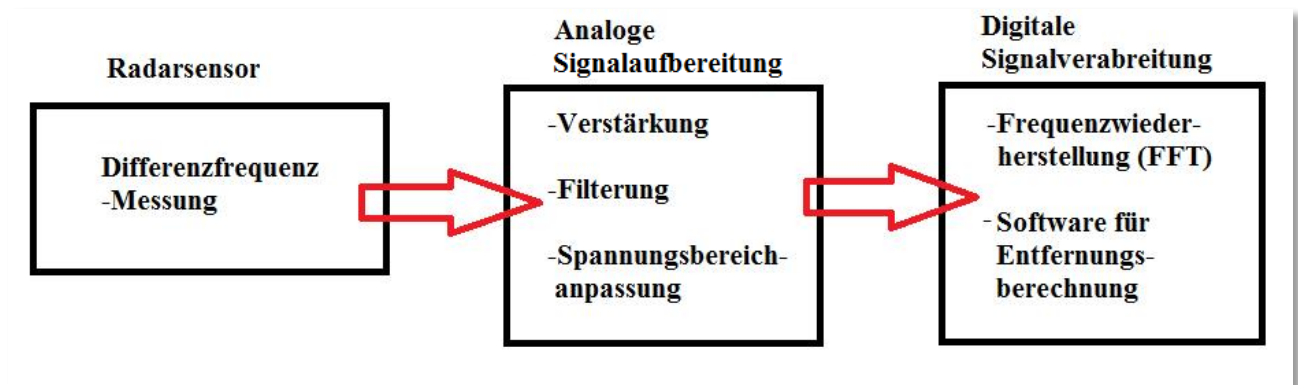 Radarsensor
Differenzfrequenz
-Messung
Analoge
Signalaufbereitung
-Verstärkung
-Filterung
-Spannungsbereich-
anpassung
Digitale
Signalverabreitung
-Frequenzwieder-
herstellung (FFT)
- Software für
Entfernungs-
berechnung